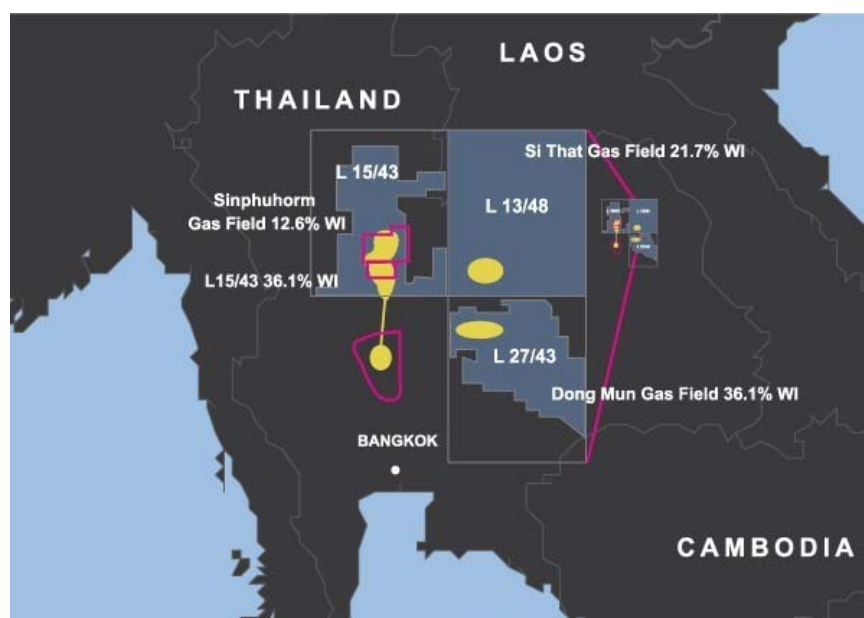 LAOS
THAILAND
Si That Gas Field 21.7% WI
L 15/43
Sinphuhorm
Gas Field 12.6% WI
L 13/48
L15/43 36.1% WI
L 27/43
Dong Mun Gas Field 36.1% WI
BANGKOK
CAMBODIA